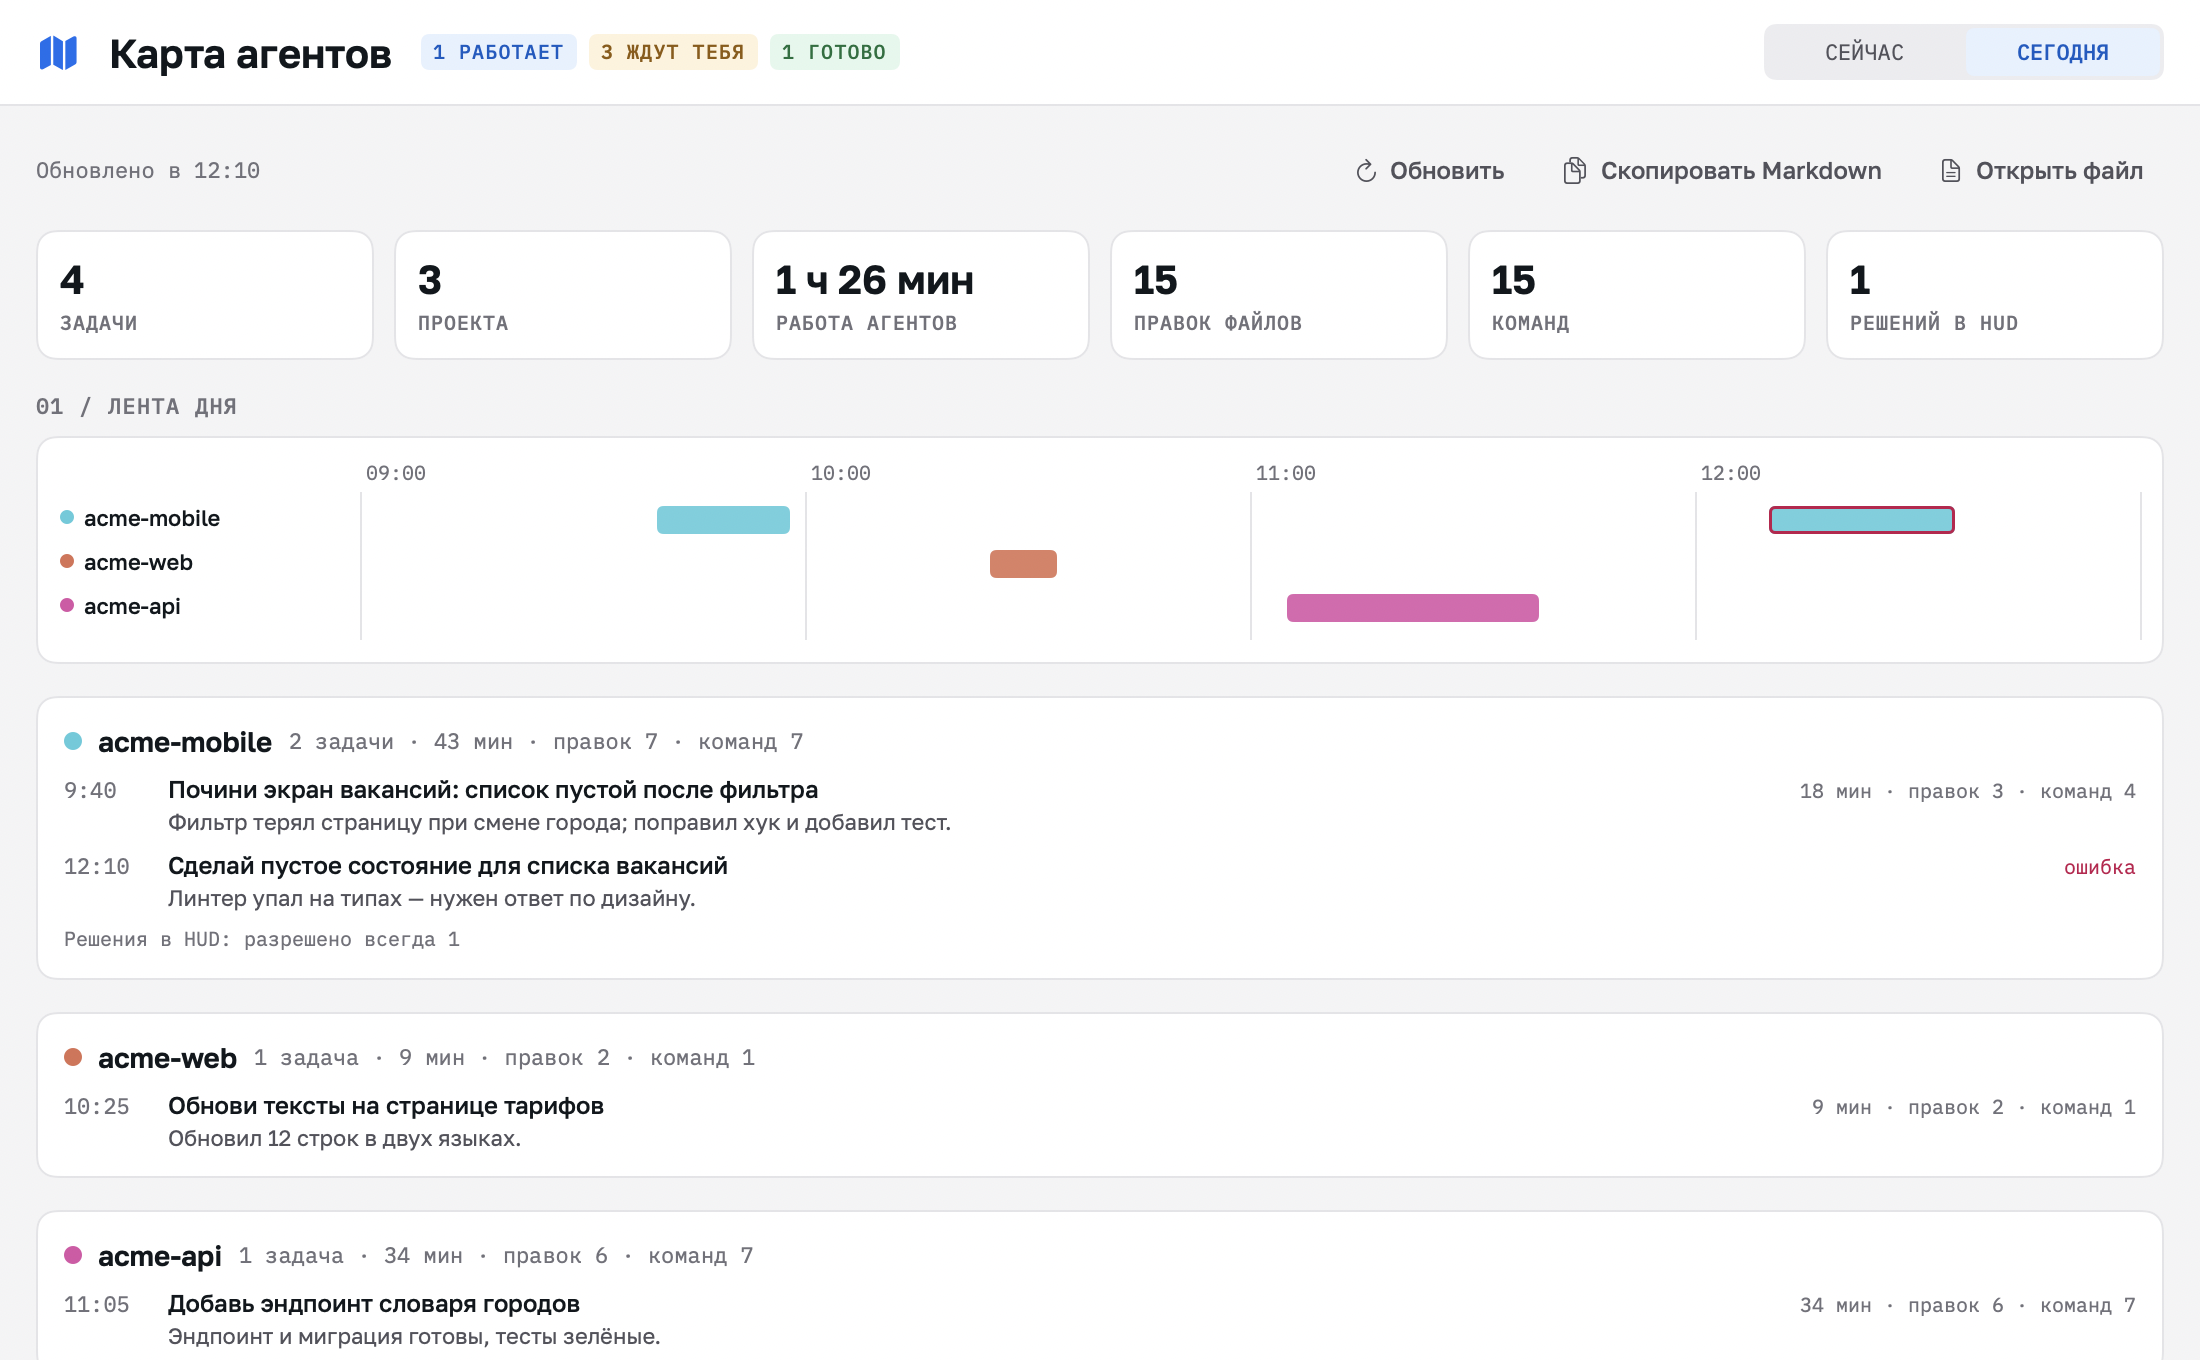 Карта агентов
1 РАБОТАЕТ
3 ЖДУТ ТЕБЯ
1 ГОТОВО
СЕЙЧАС
СЕГОДНЯ
Обновлено в 12:10
Обновить
Скопировать Markdown
Открыть файл
4
ЗАДАЧИ
3
ПРОЕКТА
1 ч 26 мин
РАБОТА АГЕНТОВ
15
ПРАВОК ФАЙЛОВ
15
КОМАНД
1
РЕШЕНИЙ В HUD
01 / ЛЕНТА ДНЯ
09:00
10:00
11:00
12:00
acme-mobile
acme-web
acme-api
acme-mobile 2 задачи · 43 мин · правок 7 · команд 7
9:40 Почини экран вакансий: список пустой после фильтра 18 мин · правок 3 · команд 4
Фильтр терял страницу при смене города; поправил хук и добавил тест.
12:10 Сделай пустое состояние для списка вакансий ошибка
Линтер упал на типах — нужен ответ по дизайну.
Решения в HUD: разрешено всегда 1
acme-web 1 задача · 9 мин · правок 2 · команд 1
10:25 Обнови тексты на странице тарифов 9 мин · правок 2 · команд 1
Обновил 12 строк в двух языках.
acme-api 1 задача · 34 мин · правок 6 · команд 7
11:05 Добавь эндпоинт словаря городов 34 мин · правок 6 · команд 7
Эндпоинт и миграция готовы, тесты зелёные.